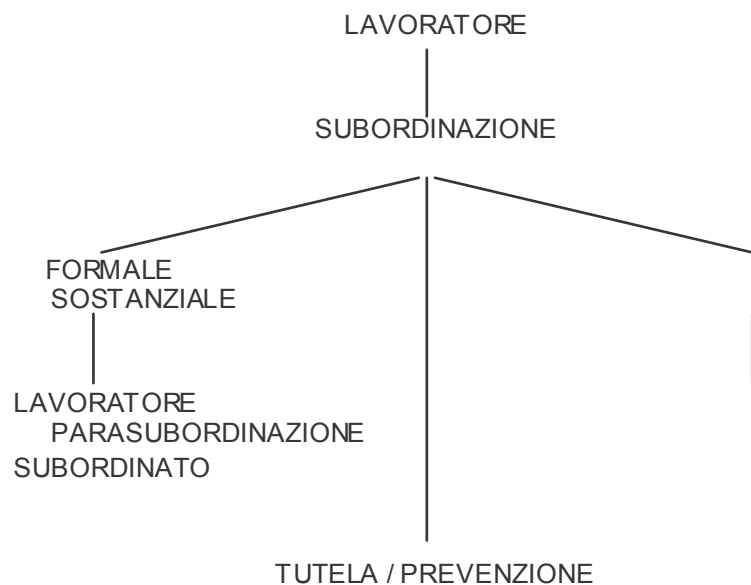 LAVORATORE
SUBORDINAZIONE
FORMALE
SOSTANZIALE
LAVORATORE
PARASUBORDINAZIONE
SUBORDINATO
TUTELA / PREVENZIONE